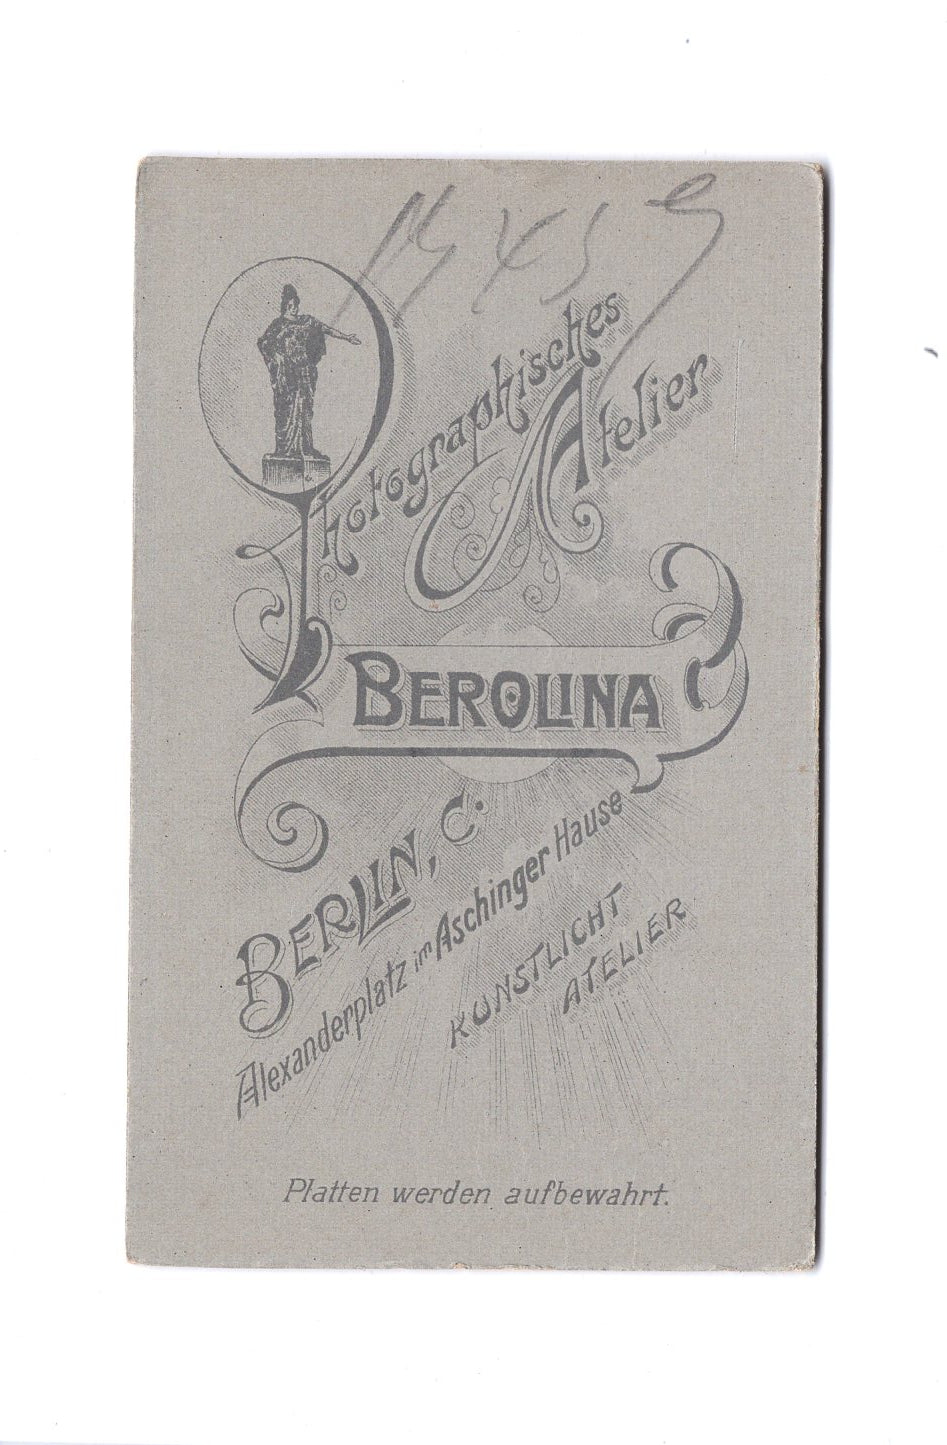 Photographisches
Atelier
BEROLINA
BERLIN, C.
Alexanderplatz im Aschinger Hause
KUNSTLICHT
ATELIER
Platten werden aufbewahrt.